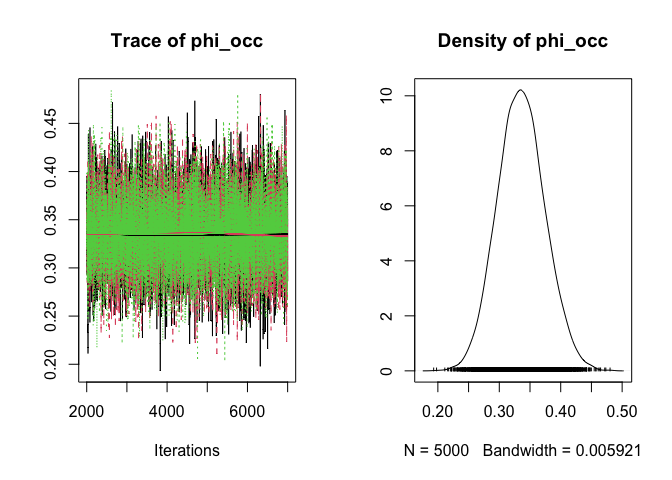 Trace of phi_occ
0.20 0.25 0.30 0.35 0.40 0.45
2000 4000 6000
Iterations
Density of phi_occ
0 2 4 6 8 10
0.20 0.30 0.40 0.50
N = 5000 Bandwidth = 0.005921